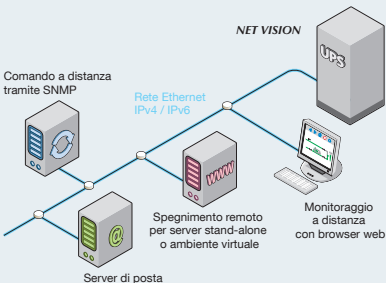 NET VISION
UPS
Comando a distanza
tramite SNMP
Rete Ethernet
IPv4 / IPv6
WWW
@
Spegnimento remoto
per server stand-alone
o ambiente virtuale
Monitoraggio
a distanza
con browser web
Server di posta